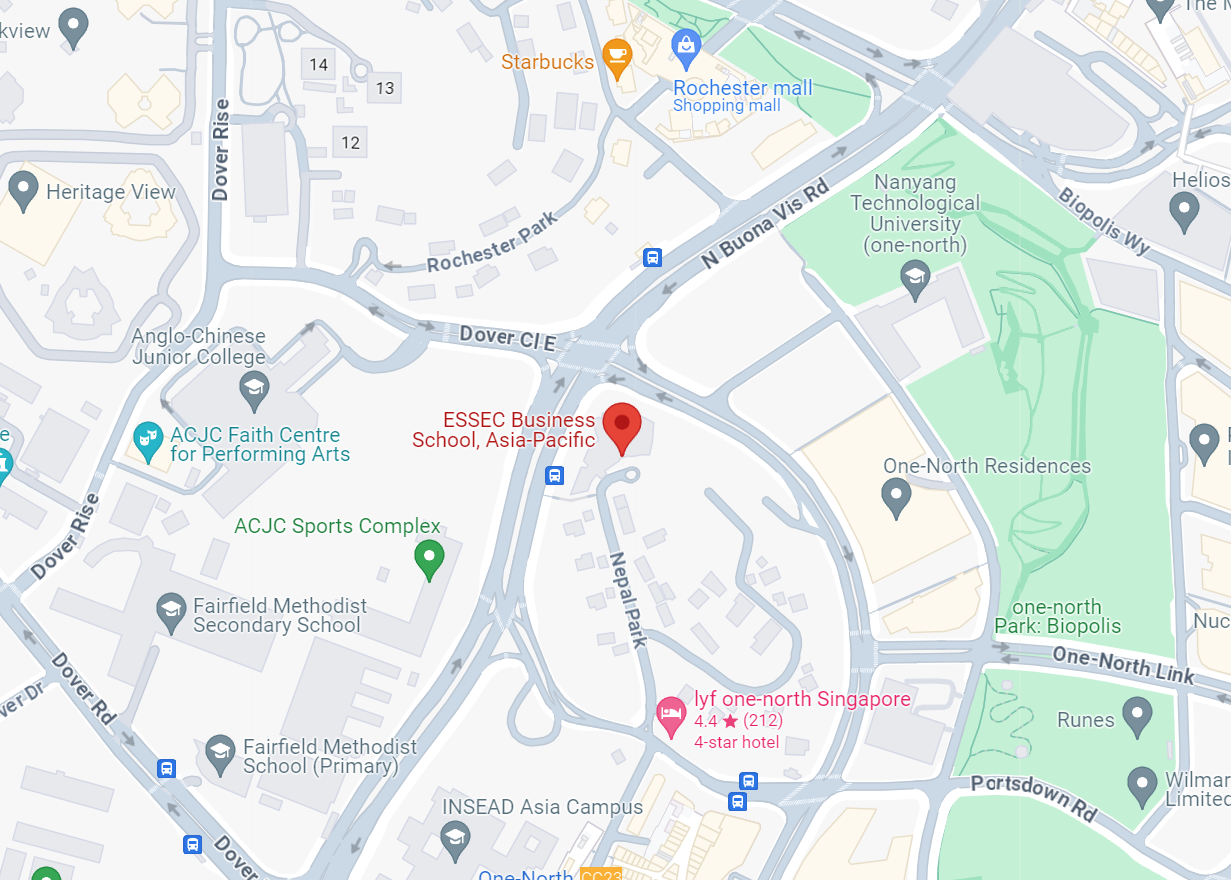 kview
Starbucks
Rochester mall
Shopping mall
14
13
12
Dover Rise
Heritage View
Nanyang
Technological
University
(one-north)
Helios
Biopolis Wy
N Buona Vis Rd
Rochester Park
Dover Cl E
Anglo-Chinese
Junior College
ACJC Faith Centre
for Performing Arts
ESSEC Business
School, Asia-Pacific
One-North Residences
ACJC Sports Complex
Dover Rise
Nepal Park
Fairfield Methodist
Secondary School
one-north
Park: Biopolis
Nuc
One-North Link
Dover Rd
ver Dr
lyf one-north Singapore
4.4 ★ (212)
4-star hotel
Runes
Fairfield Methodist
School (Primary)
Portsdown Rd
Wilmar
Limited
INSEAD Asia Campus
Dover
One-North CC23